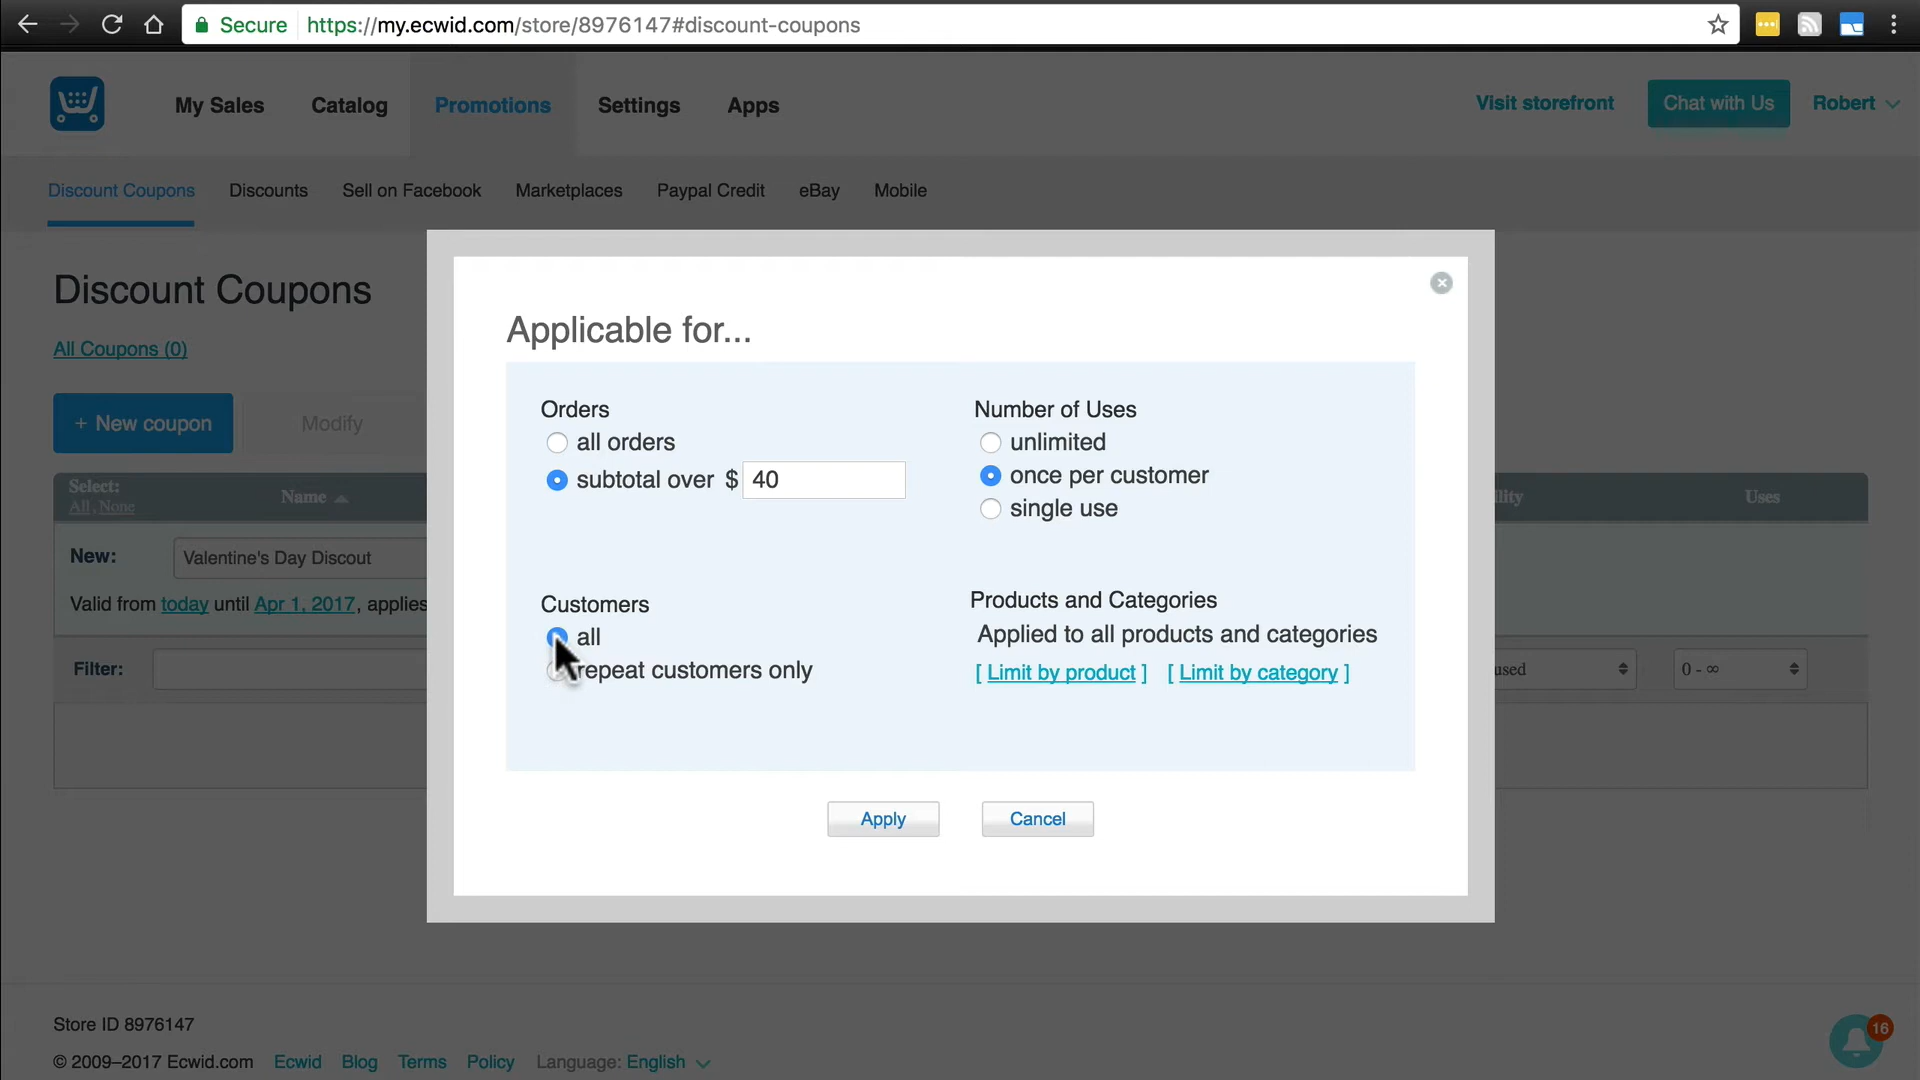 Secure https://my.ecwid.com/store/8976147#discount-coupons
My Sales Catalog Promotions Settings Apps Visit storefront Chat with Us Robert
Discount Coupons Discounts Sell on Facebook Marketplaces Paypal Credit eBay Mobile
Discount Coupons
All Coupons (0)
+ New coupon Modify
Select:
All, None
Name
Uses
New: Valentine's Day Discout
Valid from today until Apr 1, 2017, applies
Filter:
0 - ∞
Applicable for...
Orders
all orders
subtotal over $ 40
Number of Uses
unlimited
once per customer
single use
Customers
all
repeat customers only
Products and Categories
Applied to all products and categories
[ Limit by product ] [ Limit by category ]
Apply Cancel
Store ID 8976147
© 2009–2017 Ecwid.com Ecwid Blog Terms Policy Language: English
16